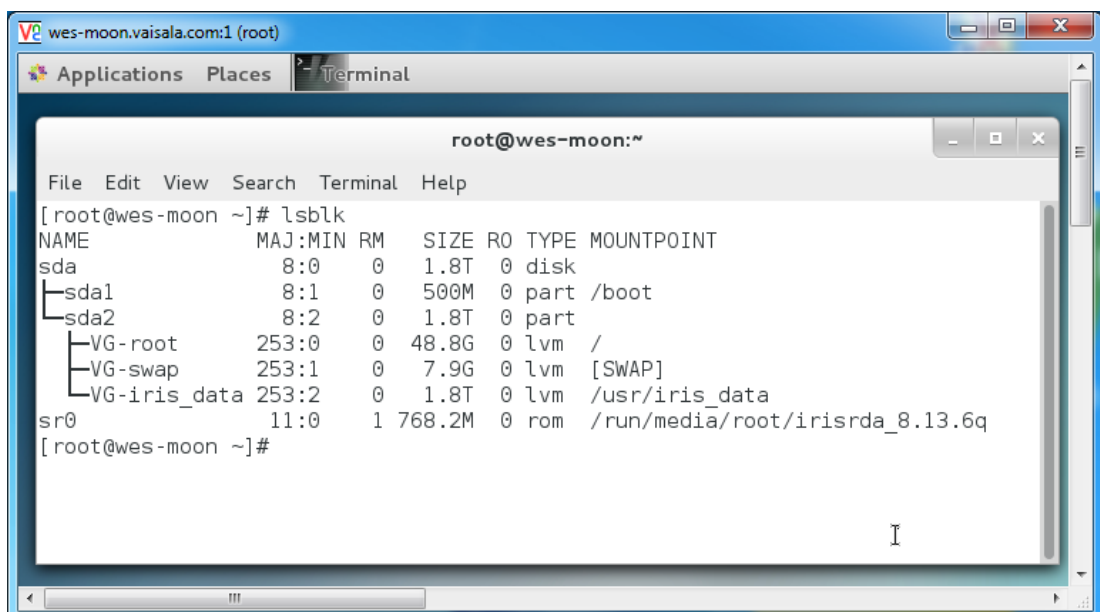 wes-moon.vaisala.com:1 (root)
Applications Places Terminal
root@wes-moon:~
File Edit View Search Terminal Help
[root@wes-moon ~]# lsblk
NAME MAJ:MIN RM SIZE RO TYPE MOUNTPOINT
sda 8:0 0 1.8T 0 disk
├─sda1 8:1 0 500M 0 part /boot
└─sda2 8:2 0 1.8T 0 part
  ├─VG-root 253:0 0 48.8G 0 lvm /
  ├─VG-swap 253:1 0 7.9G 0 lvm [SWAP]
  └─VG-iris_data 253:2 0 1.8T 0 lvm /usr/iris_data
sr0 11:0 1 768.2M 0 rom /run/media/root/irisrda_8.13.6q
[root@wes-moon ~]#